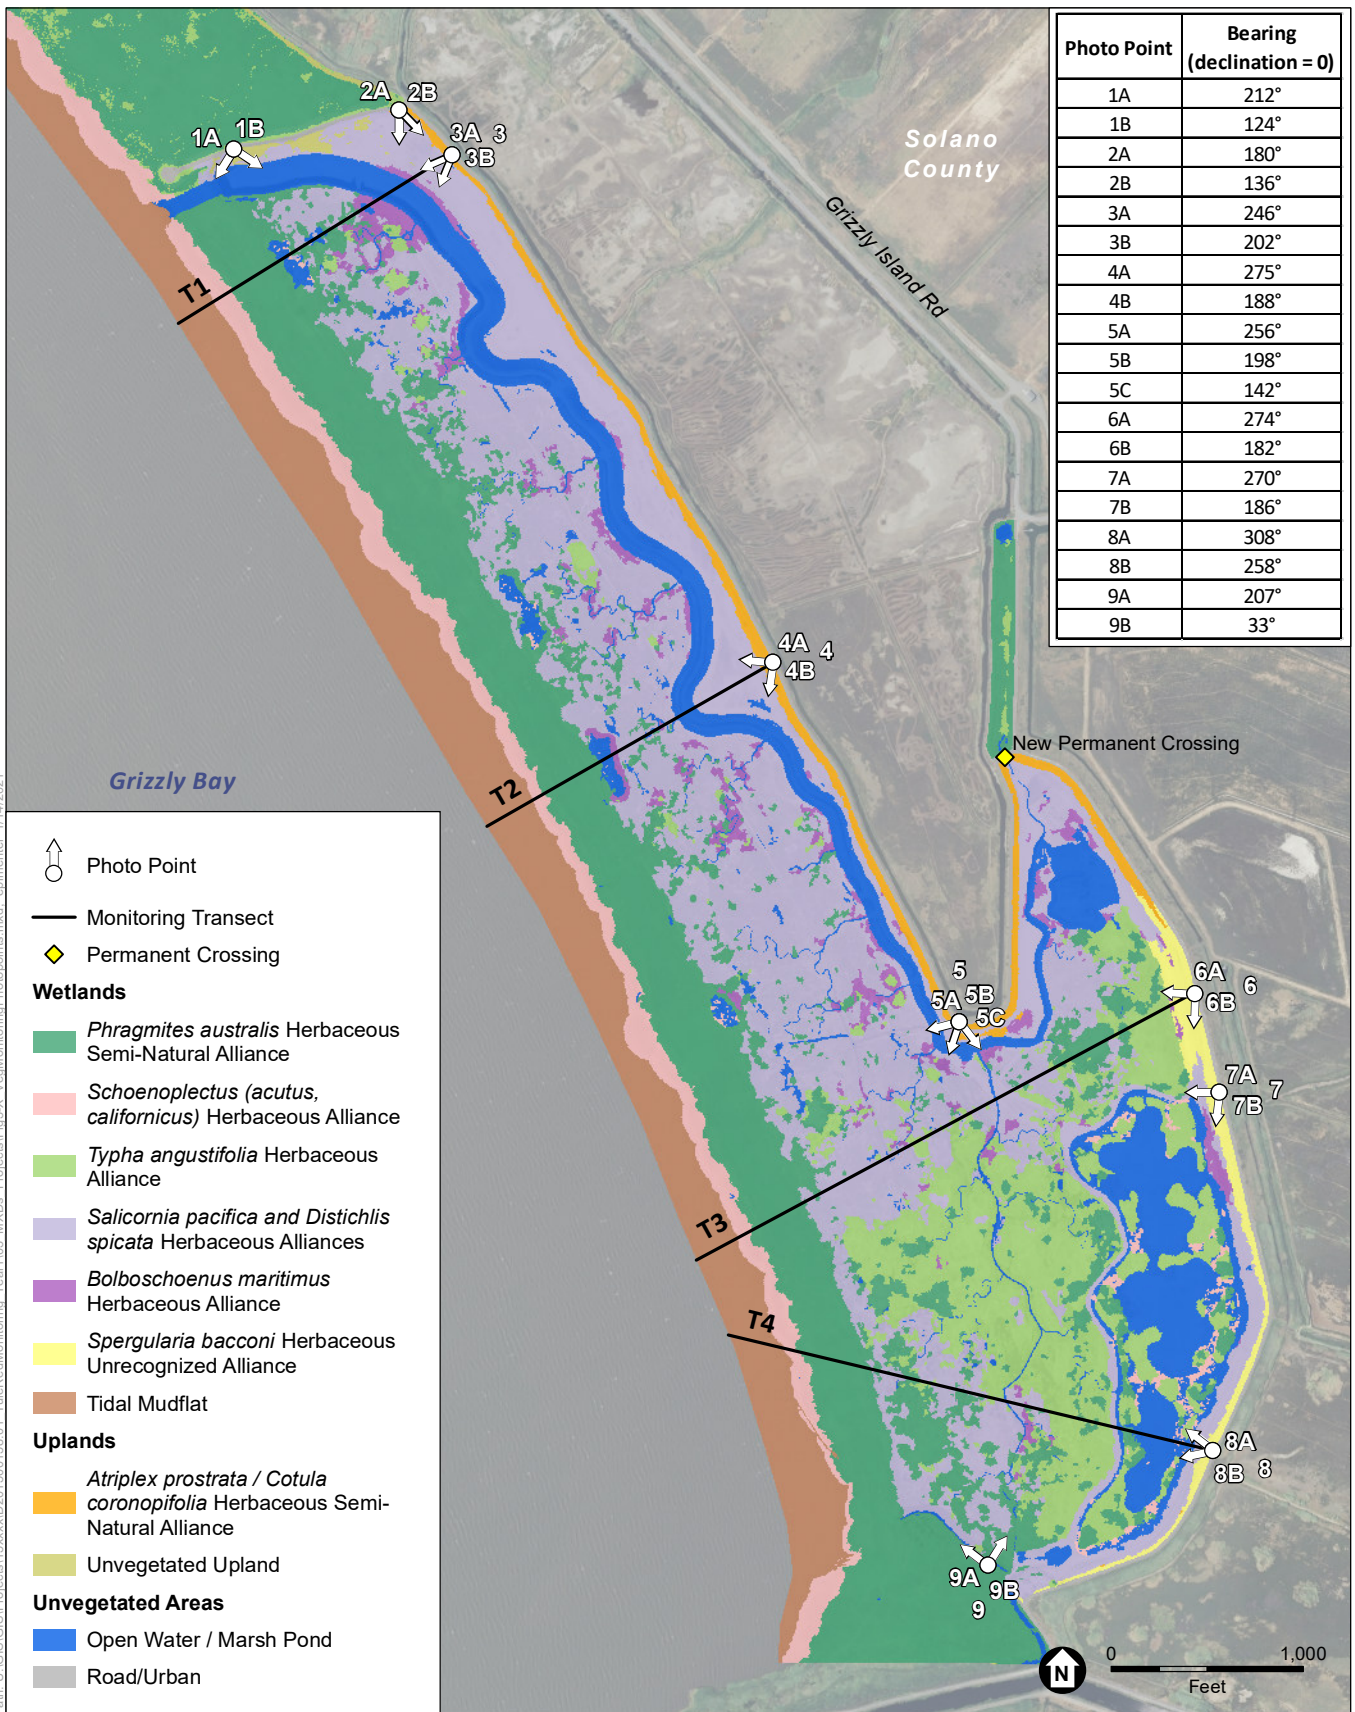 Photo Point
Bearing
(declination = 0)
1A 212°
1B 124°
2A 180°
2B 136°
3A 246°
3B 202°
4A 275°
4B 188°
5A 256°
5B 198°
5C 142°
6A 274°
6B 182°
7A 270°
7B 186°
8A 308°
8B 258°
9A 207°
9B 33°
2A 2B
1A 1B
3A 3
3B
Solano
County
Grizzly Island Rd
T1
4A 4
4B
New Permanent Crossing
Grizzly Bay
T2
5
5A 5B
5C
6A 6
6B
7A 7
7B
T3
T4
8A
8B 8
9A 9B
9
Photo Point
Monitoring Transect
Permanent Crossing
Wetlands
Phragmites australis Herbaceous
Semi-Natural Alliance
Schoenoplectus (acutus,
californicus) Herbaceous Alliance
Typha angustifolia Herbaceous
Alliance
Salicornia pacifica and Distichlis
spicata Herbaceous Alliances
Bolboschoenus maritimus
Herbaceous Alliance
Spergularia bacconi Herbaceous
Unrecognized Alliance
Tidal Mudflat
Uplands
Atriplex prostrata / Cotula
coronopifolia Herbaceous Semi-
Natural Alliance
Unvegetated Upland
Unvegetated Areas
Open Water / Marsh Pond
Road/Urban
N
0 1,000
Feet